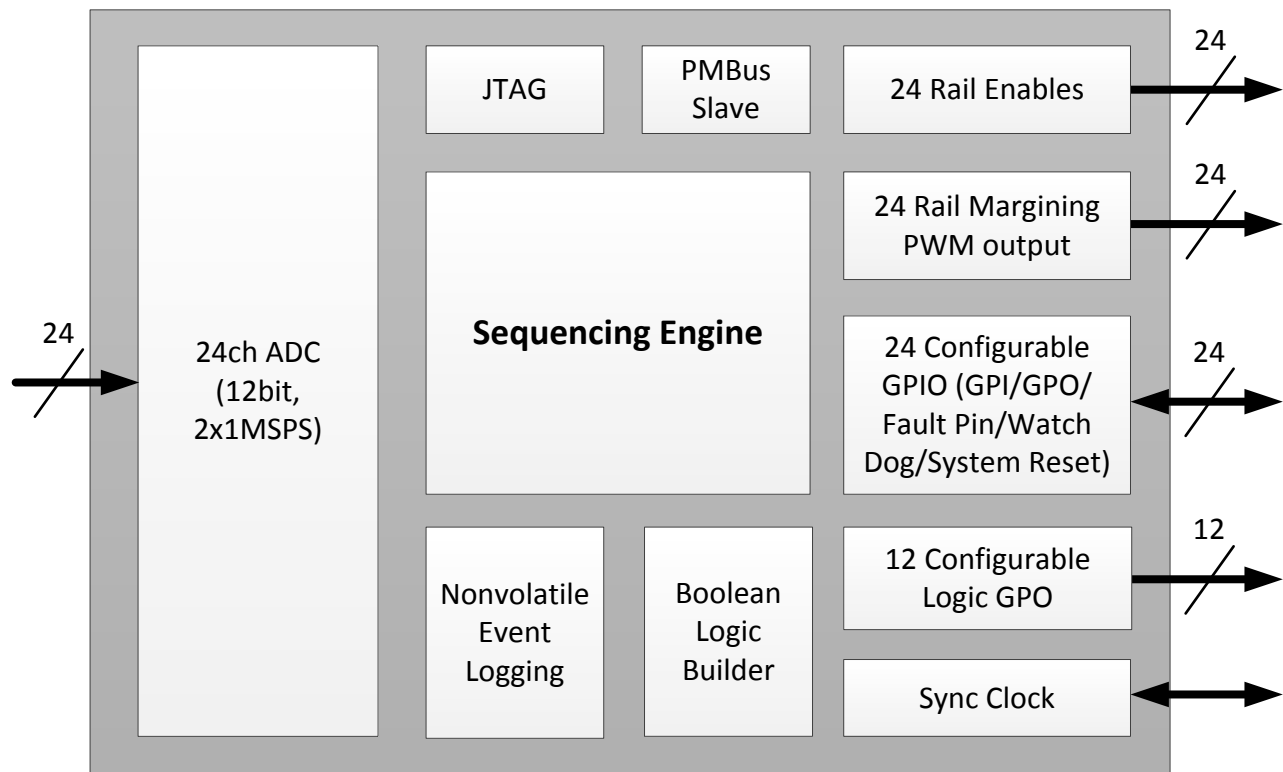 24
24ch ADC
(12bit,
2x1MSPS)
JTAG
PMBus
Slave
Sequencing Engine
Nonvolatile
Event
Logging
Boolean
Logic
Builder
24 Rail Enables
24
24 Rail Margining
PWM output
24
24 Configurable
GPIO (GPI/GPO/
Fault Pin/Watch
Dog/System Reset)
24
12 Configurable
Logic GPO
12
Sync Clock